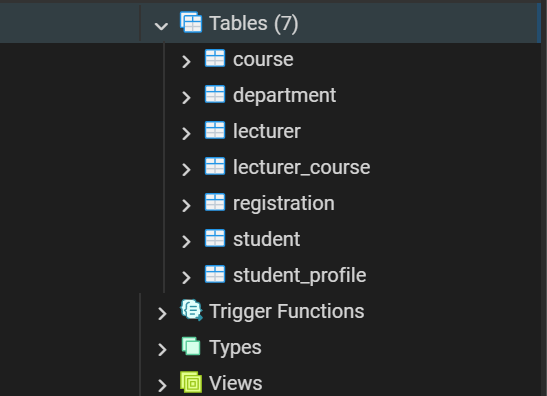 Tables (7)
course
department
lecturer
lecturer_course
registration
student
student_profile
Trigger Functions
Types
Views